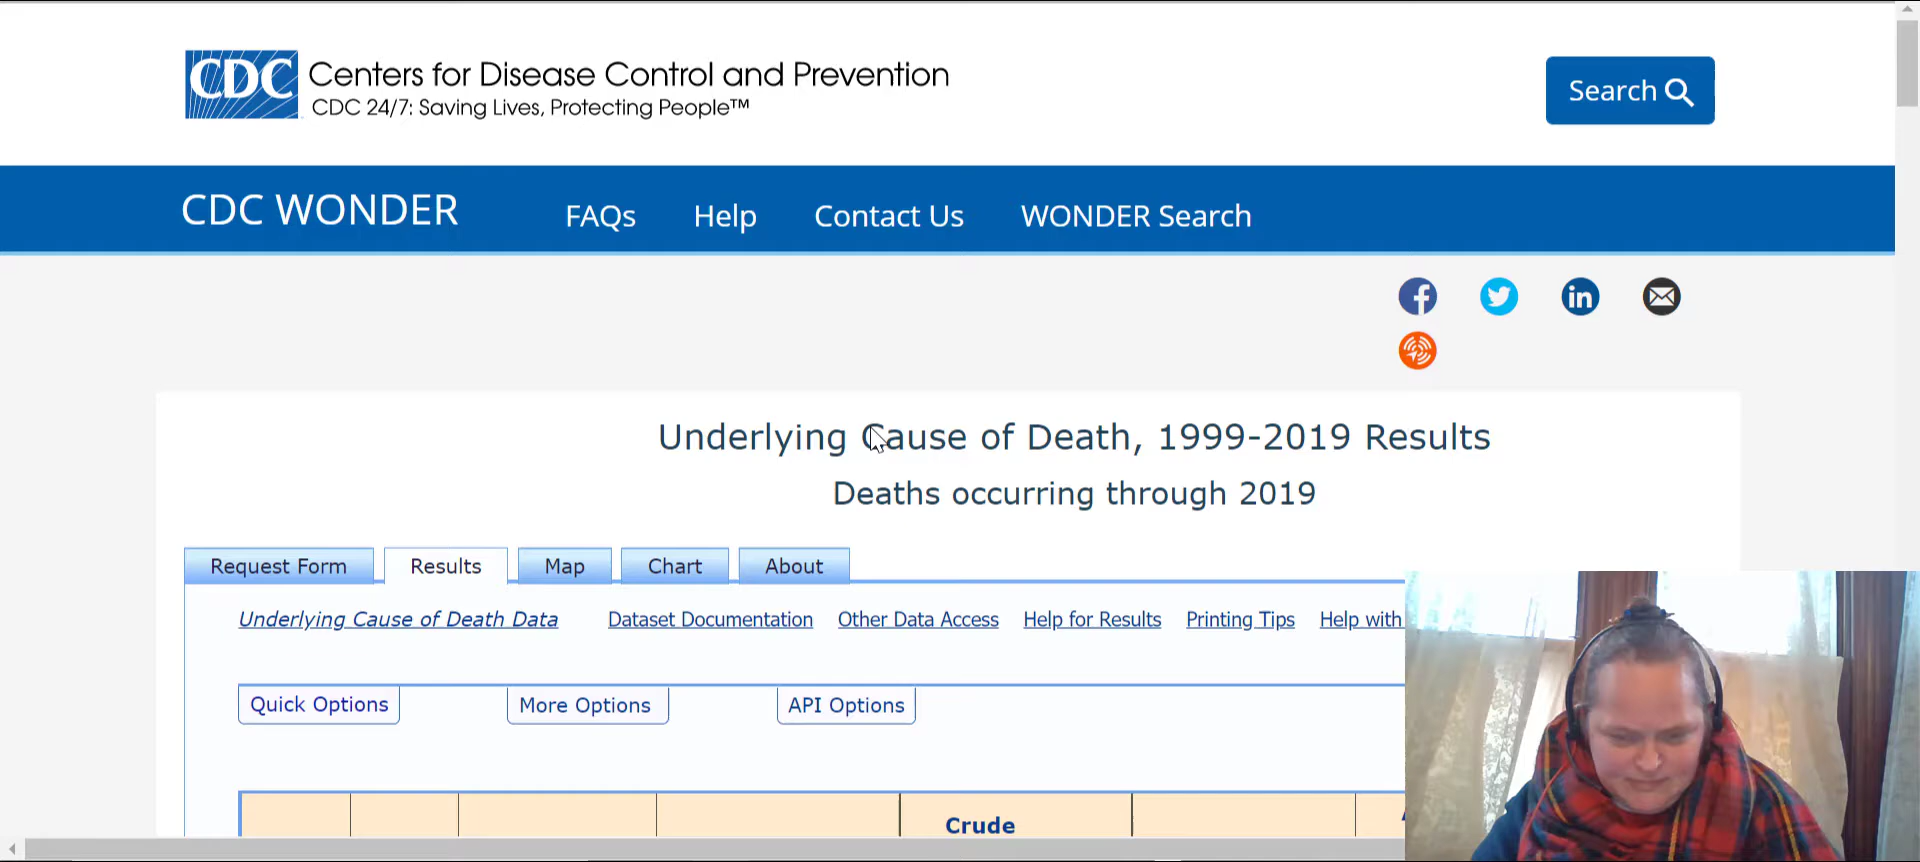 CDC Centers for Disease Control and Prevention
CDC 24/7: Saving Lives, Protecting People™
Search
CDC WONDER FAQs Help Contact Us WONDER Search
Underlying Cause of Death, 1999-2019 Results
Deaths occurring through 2019
Request Form Results Map Chart About
Underlying Cause of Death Data Dataset Documentation Other Data Access Help for Results Printing Tips Help with
Quick Options More Options API Options
Crude